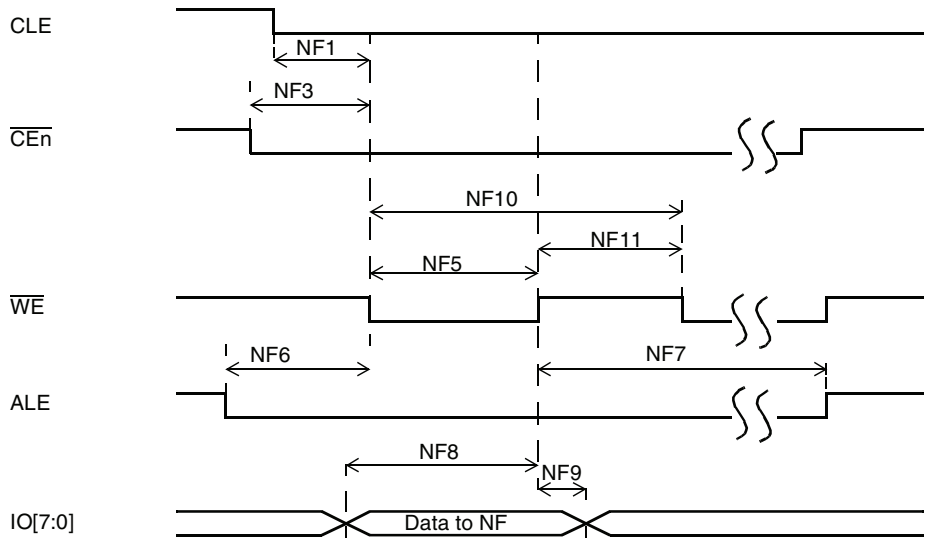 CLE
NF1
NF3
CEn
NF10
NF11
NF5
WE
NF6
NF7
ALE
NF8
NF9
IO[7:0]
Data to NF